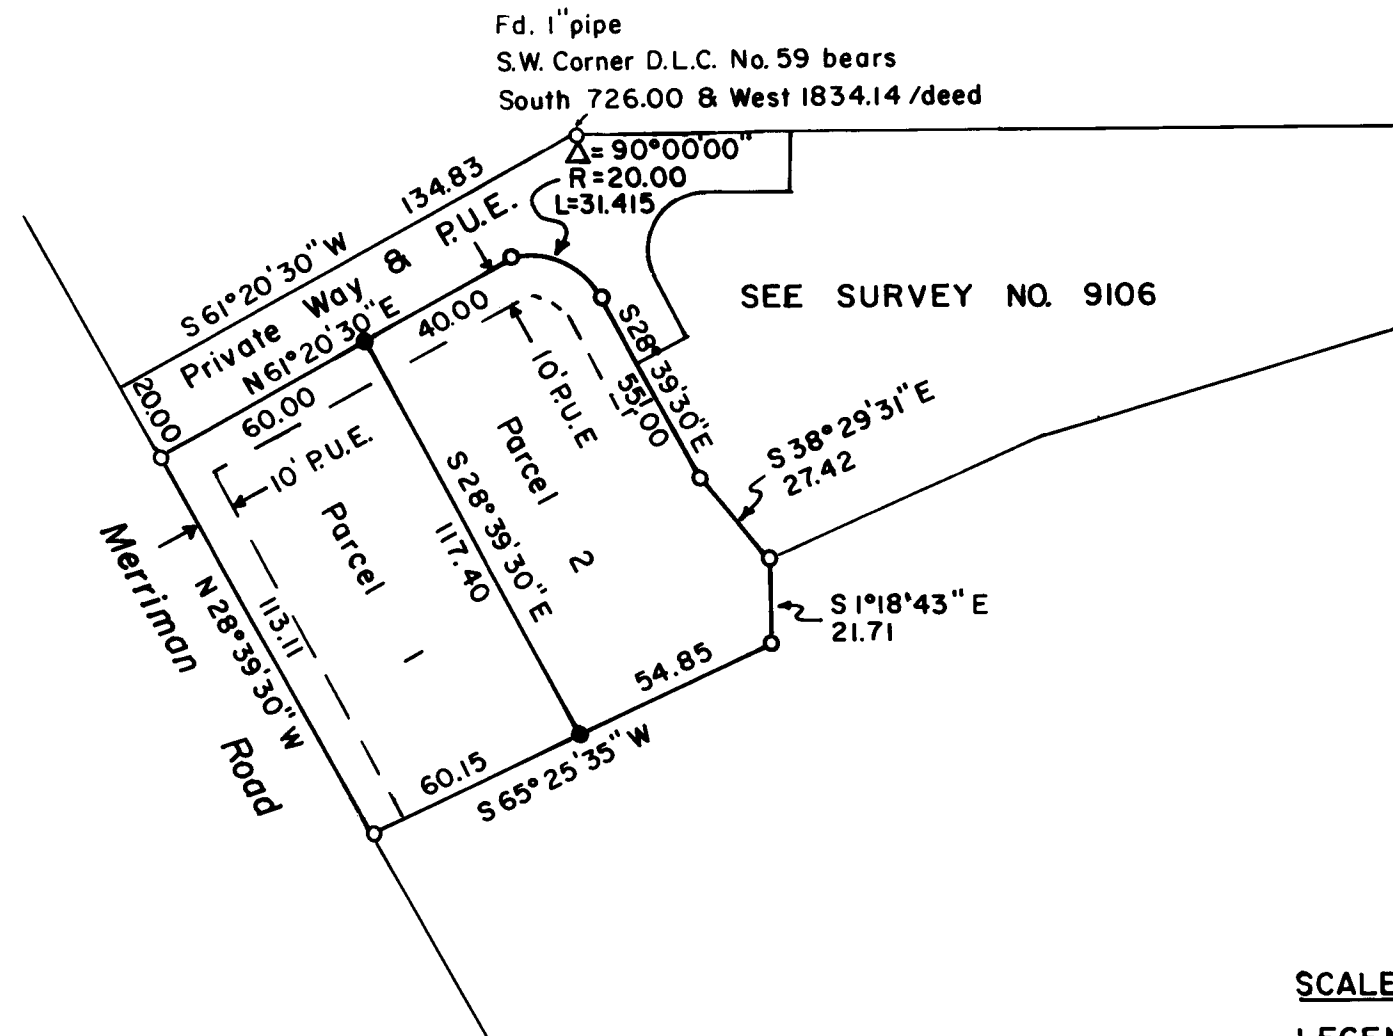 Fd. 1" pipe
S.W. Corner D.L.C. No. 59 bears
South 726.00 & West 1834.14 /deed
Δ= 90°00'00"
R=20.00
L=31.415
134.83
S 61°20'30" W
Private Way & P.U.E.
N 61°20'30" E
40.00
60.00
20.00
10' P.U.E.
10' P.U.E
Parcel 1
Parcel 2
S 28°39'30" E
117.40
S 28°39'30" E
55.00
SEE SURVEY NO. 9106
S 38°29'31" E
27.42
S 1°18'43" E
21.71
54.85
60.15
S 65°25'35" W
113.11
N 28°39'30" W
Merriman Road
SCALE
LEGEN